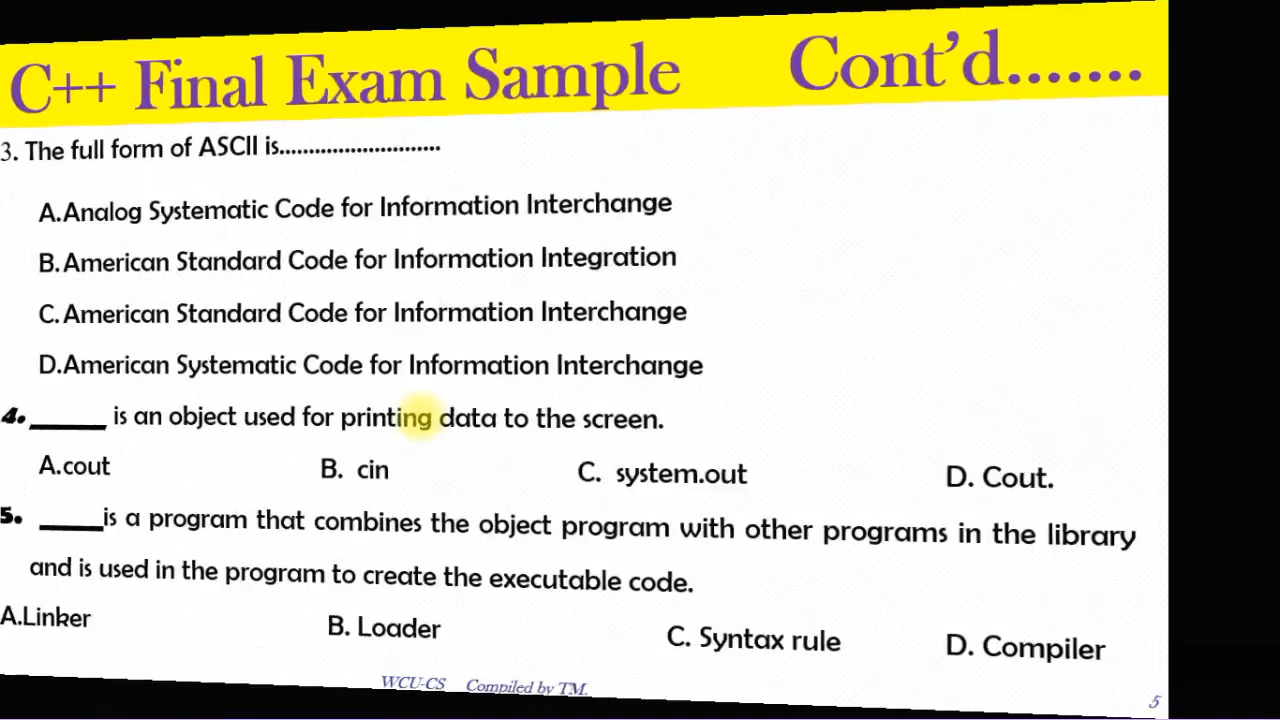 C++ Final Exam Sample Cont'd.......
3. The full form of ASCII is...........................
A.Analog Systematic Code for Information Interchange
B.American Standard Code for Information Integration
C.American Standard Code for Information Interchange
D.American Systematic Code for Information Interchange
4.______ is an object used for printing data to the screen.
A.cout B. cin C. system.out D. Cout.
5. _____is a program that combines the object program with other programs in the library
and is used in the program to create the executable code.
A.Linker B. Loader C. Syntax rule D. Compiler
WCU-CS Compiled by TM. 5